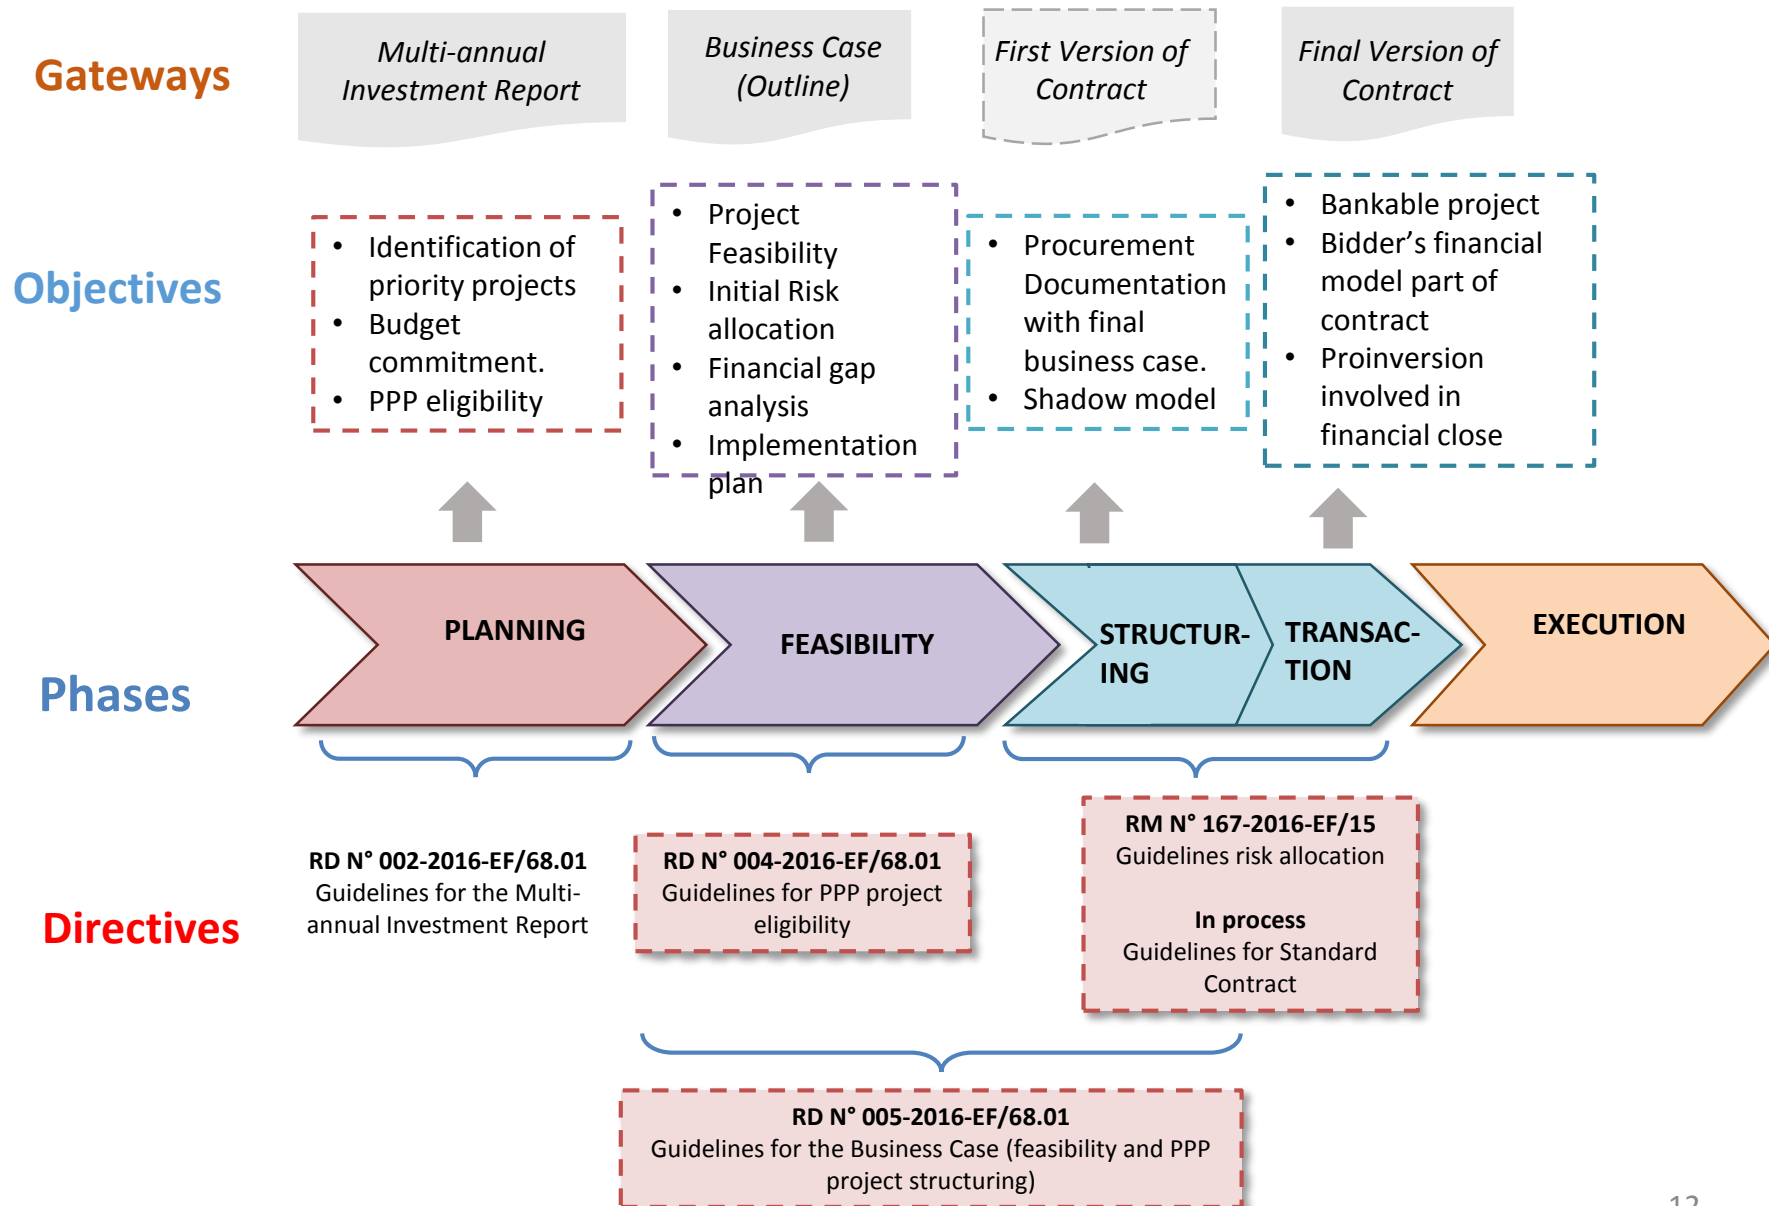 Gateways
Multi-annual
Investment Report
Business Case
(Outline)
First Version of
Contract
Final Version of
Contract
Objectives
• Identification of
priority projects
• Budget
commitment.
• PPP eligibility
• Project
Feasibility
• Initial Risk
allocation
• Financial gap
analysis
• Implementation
plan
• Procurement
Documentation
with final
business case.
• Shadow model
• Bankable project
• Bidder’s financial
model part of
contract
• Proinversion
involved in
financial close
Phases
PLANNING
FEASIBILITY
STRUCTUR-
ING
TRANSAC-
TION
EXECUTION
Directives
RD N° 002-2016-EF/68.01
Guidelines for the Multi-
annual Investment Report
RD N° 004-2016-EF/68.01
Guidelines for PPP project
eligibility
RM N° 167-2016-EF/15
Guidelines risk allocation
In process
Guidelines for Standard
Contract
RD N° 005-2016-EF/68.01
Guidelines for the Business Case (feasibility and PPP
project structuring)
12